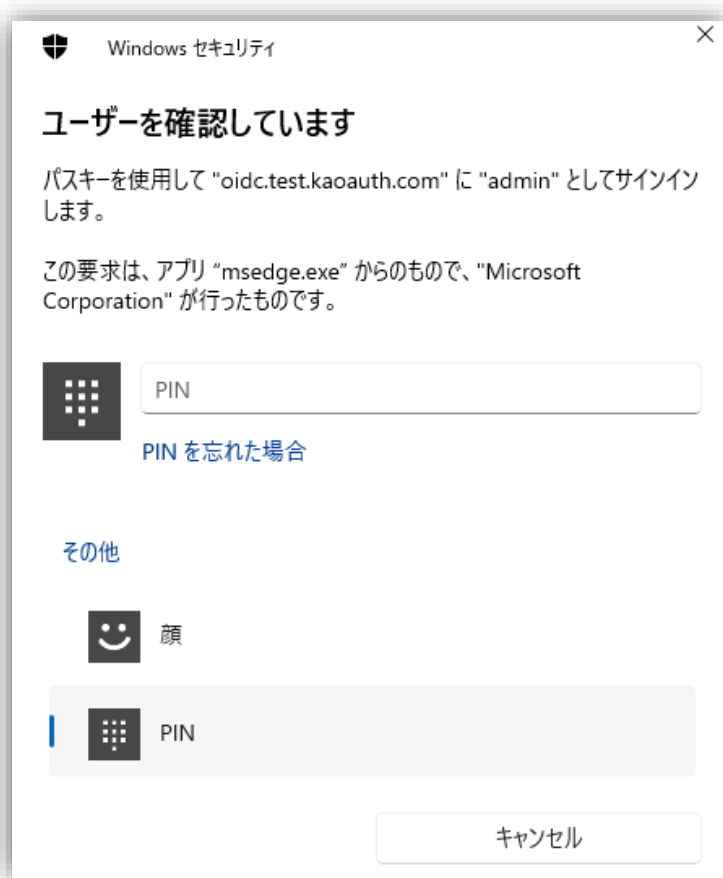 Windows セキュリティ
ユーザーを確認しています
パスキーを使用して "oidc.test.kaoauth.com" に "admin" としてサインイン
します。
この要求は、アプリ “msedge.exe” からのもので、"Microsoft
Corporation" が行ったものです。
PIN
PIN を忘れた場合
その他
顔
PIN
キャンセル